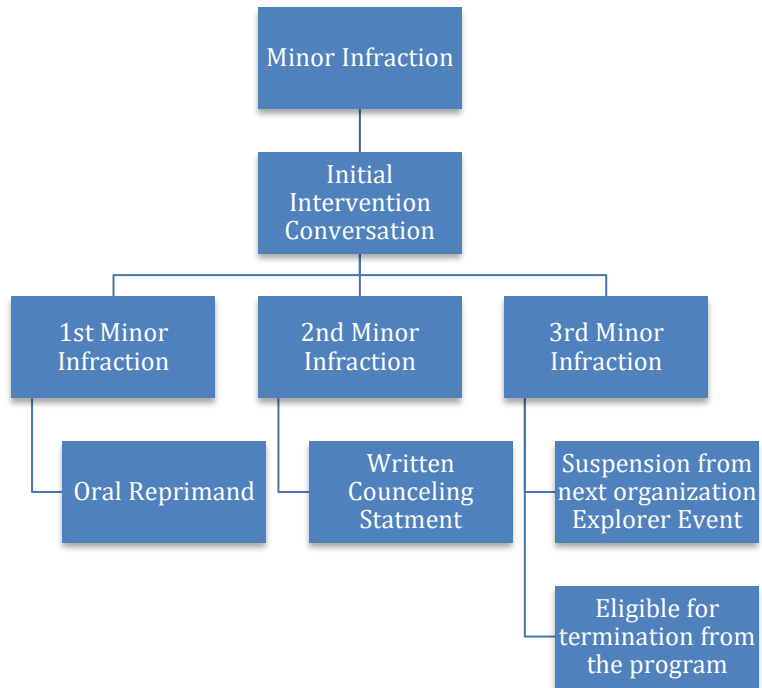 Minor Infraction
Initial
Intervention
Conversation
1st Minor
Infraction
Oral Reprimand
2nd Minor
Infraction
Written
Counceling
Statment
3rd Minor
Infraction
Suspension from
next organization
Explorer Event
Eligible for
termination from
the program